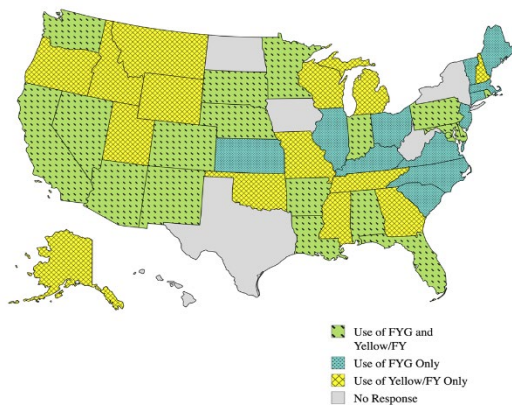 Use of FYG and
Yellow/FY
Use of FYG Only
Use of Yellow/FY Only
No Response